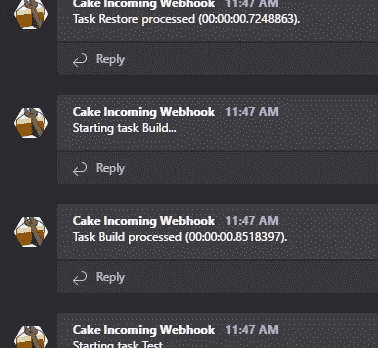 Cake Incoming Webhook 11:47 AM
Task Restore processed (00:00:00.7248863).
Reply
Cake Incoming Webhook 11:47 AM
Starting task Build...
Reply
Cake Incoming Webhook 11:47 AM
Task Build processed (00:00:00.8518397).
Reply
Cake Incoming Webhook 11:47 AM
Starting task Test